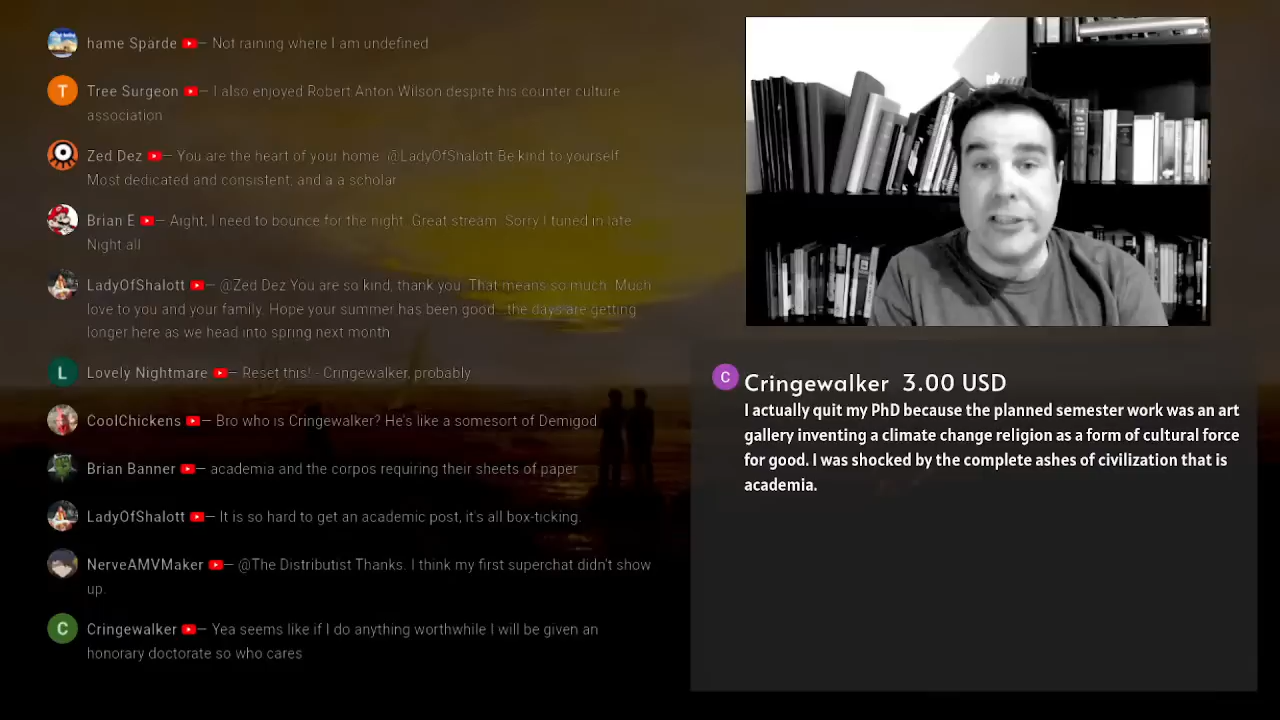 hame Sparde — Not raining where I am undefined
Tree Surgeon — I also enjoyed Robert Anton Wilson despite his counter culture
association
Zed Dez — You are the heart of your home. @LadyOfShalott Be kind to yourself.
Most dedicated and consistent, and a a scholar
Brian E — Aight, I need to bounce for the night. Great stream. Sorry I tuned in late.
Night all
LadyOfShalott — @Zed Dez You are so kind, thank you. That means so much. Much
love to you and your family. Hope your summer has been good...the days are getting
longer here as we head into spring next month
L Lovely Nightmare — Reset this! - Cringewalker, probably
CoolChickens — Bro who is Cringewalker? He's like a somesort of Demigod
Brian Banner — academia and the corpos requiring their sheets of paper
LadyOfShalott — It is so hard to get an academic post, it's all box-ticking.
NerveAMVMaker — @The Distributist Thanks. I think my first superchat didn't show
up.
C Cringewalker — Yea seems like if I do anything worthwhile I will be given an
honorary doctorate so who cares
C Cringewalker 3.00 USD
I actually quit my PhD because the planned semester work was an art
gallery inventing a climate change religion as a form of cultural force
for good. I was shocked by the complete ashes of civilization that is
academia.